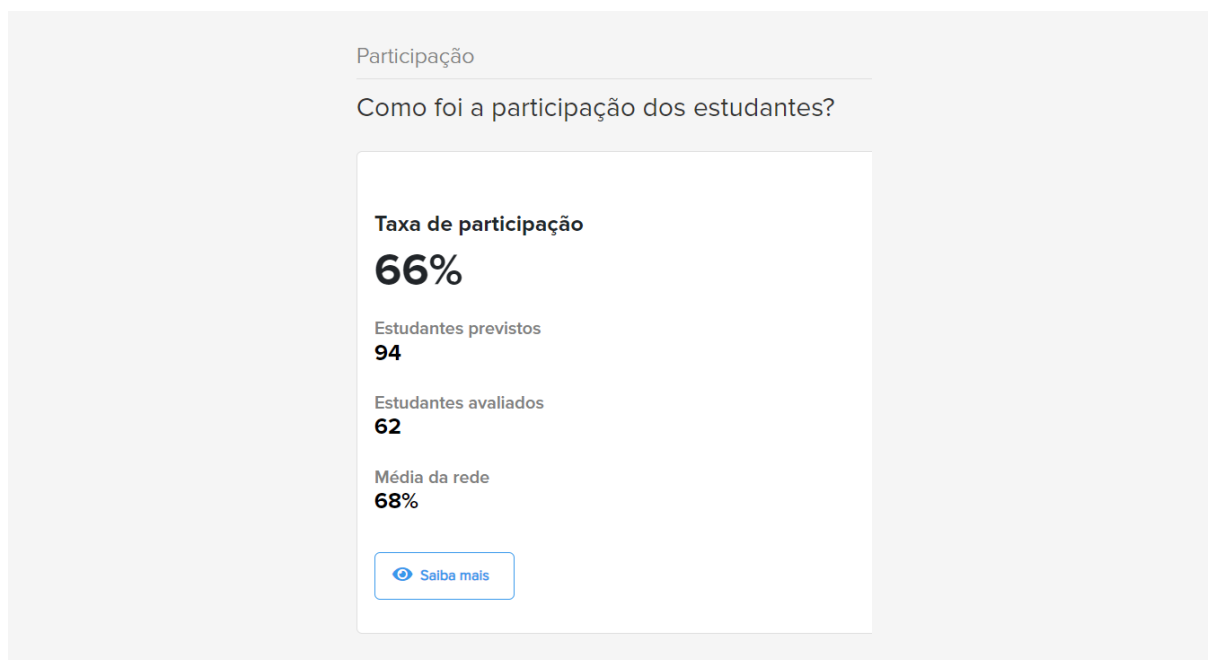 Participação
Como foi a participação dos estudantes?
Taxa de participação
66%
Estudantes previstos
94
Estudantes avaliados
62
Média da rede
68%
Saiba mais